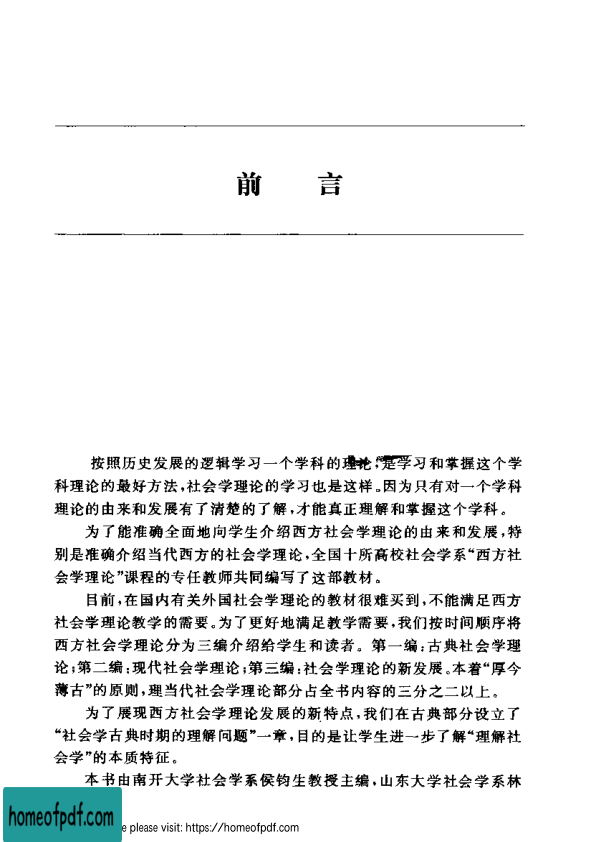 前 言
按照历史发展的逻辑学习一个学科的理论,是学习和掌握这个学
科理论的最好方法,社会学理论的学习也是这样。因为只有对一个学科
理论的由来和发展有了清楚的了解,才能真正理解和掌握这个学科。
为了能准确全面地向学生介绍西方社会学理论的由来和发展,特
别是准确介绍当代西方的社会学理论,全国十所高校社会学系“西方社
会学理论”课程的专任教师共同编写了这部教材。
目前,在国内有关外国社会学理论的教材很难买到,不能满足西方
社会学理论教学的需要。为了更好地满足教学需要,我们按时间顺序将
西方社会学理论分为三编介绍给学生和读者。第一编:古典社会学理
论;第二编:现代社会学理论;第三编:社会学理论的新发展。本着“厚今
薄古”的原则,理当代社会学理论部分占全书内容的三分之二以上。
为了展现西方社会学理论发展的新特点,我们在古典部分设立了
“社会学古典时期的理解问题”一章,目的是让学生进一步了解“理解社
会学”的本质特征。
本书由南开大学社会学系侯钧生教授主编,山东大学社会学系林
homeofpdf.com
e please visit: https://homeofpdf.com